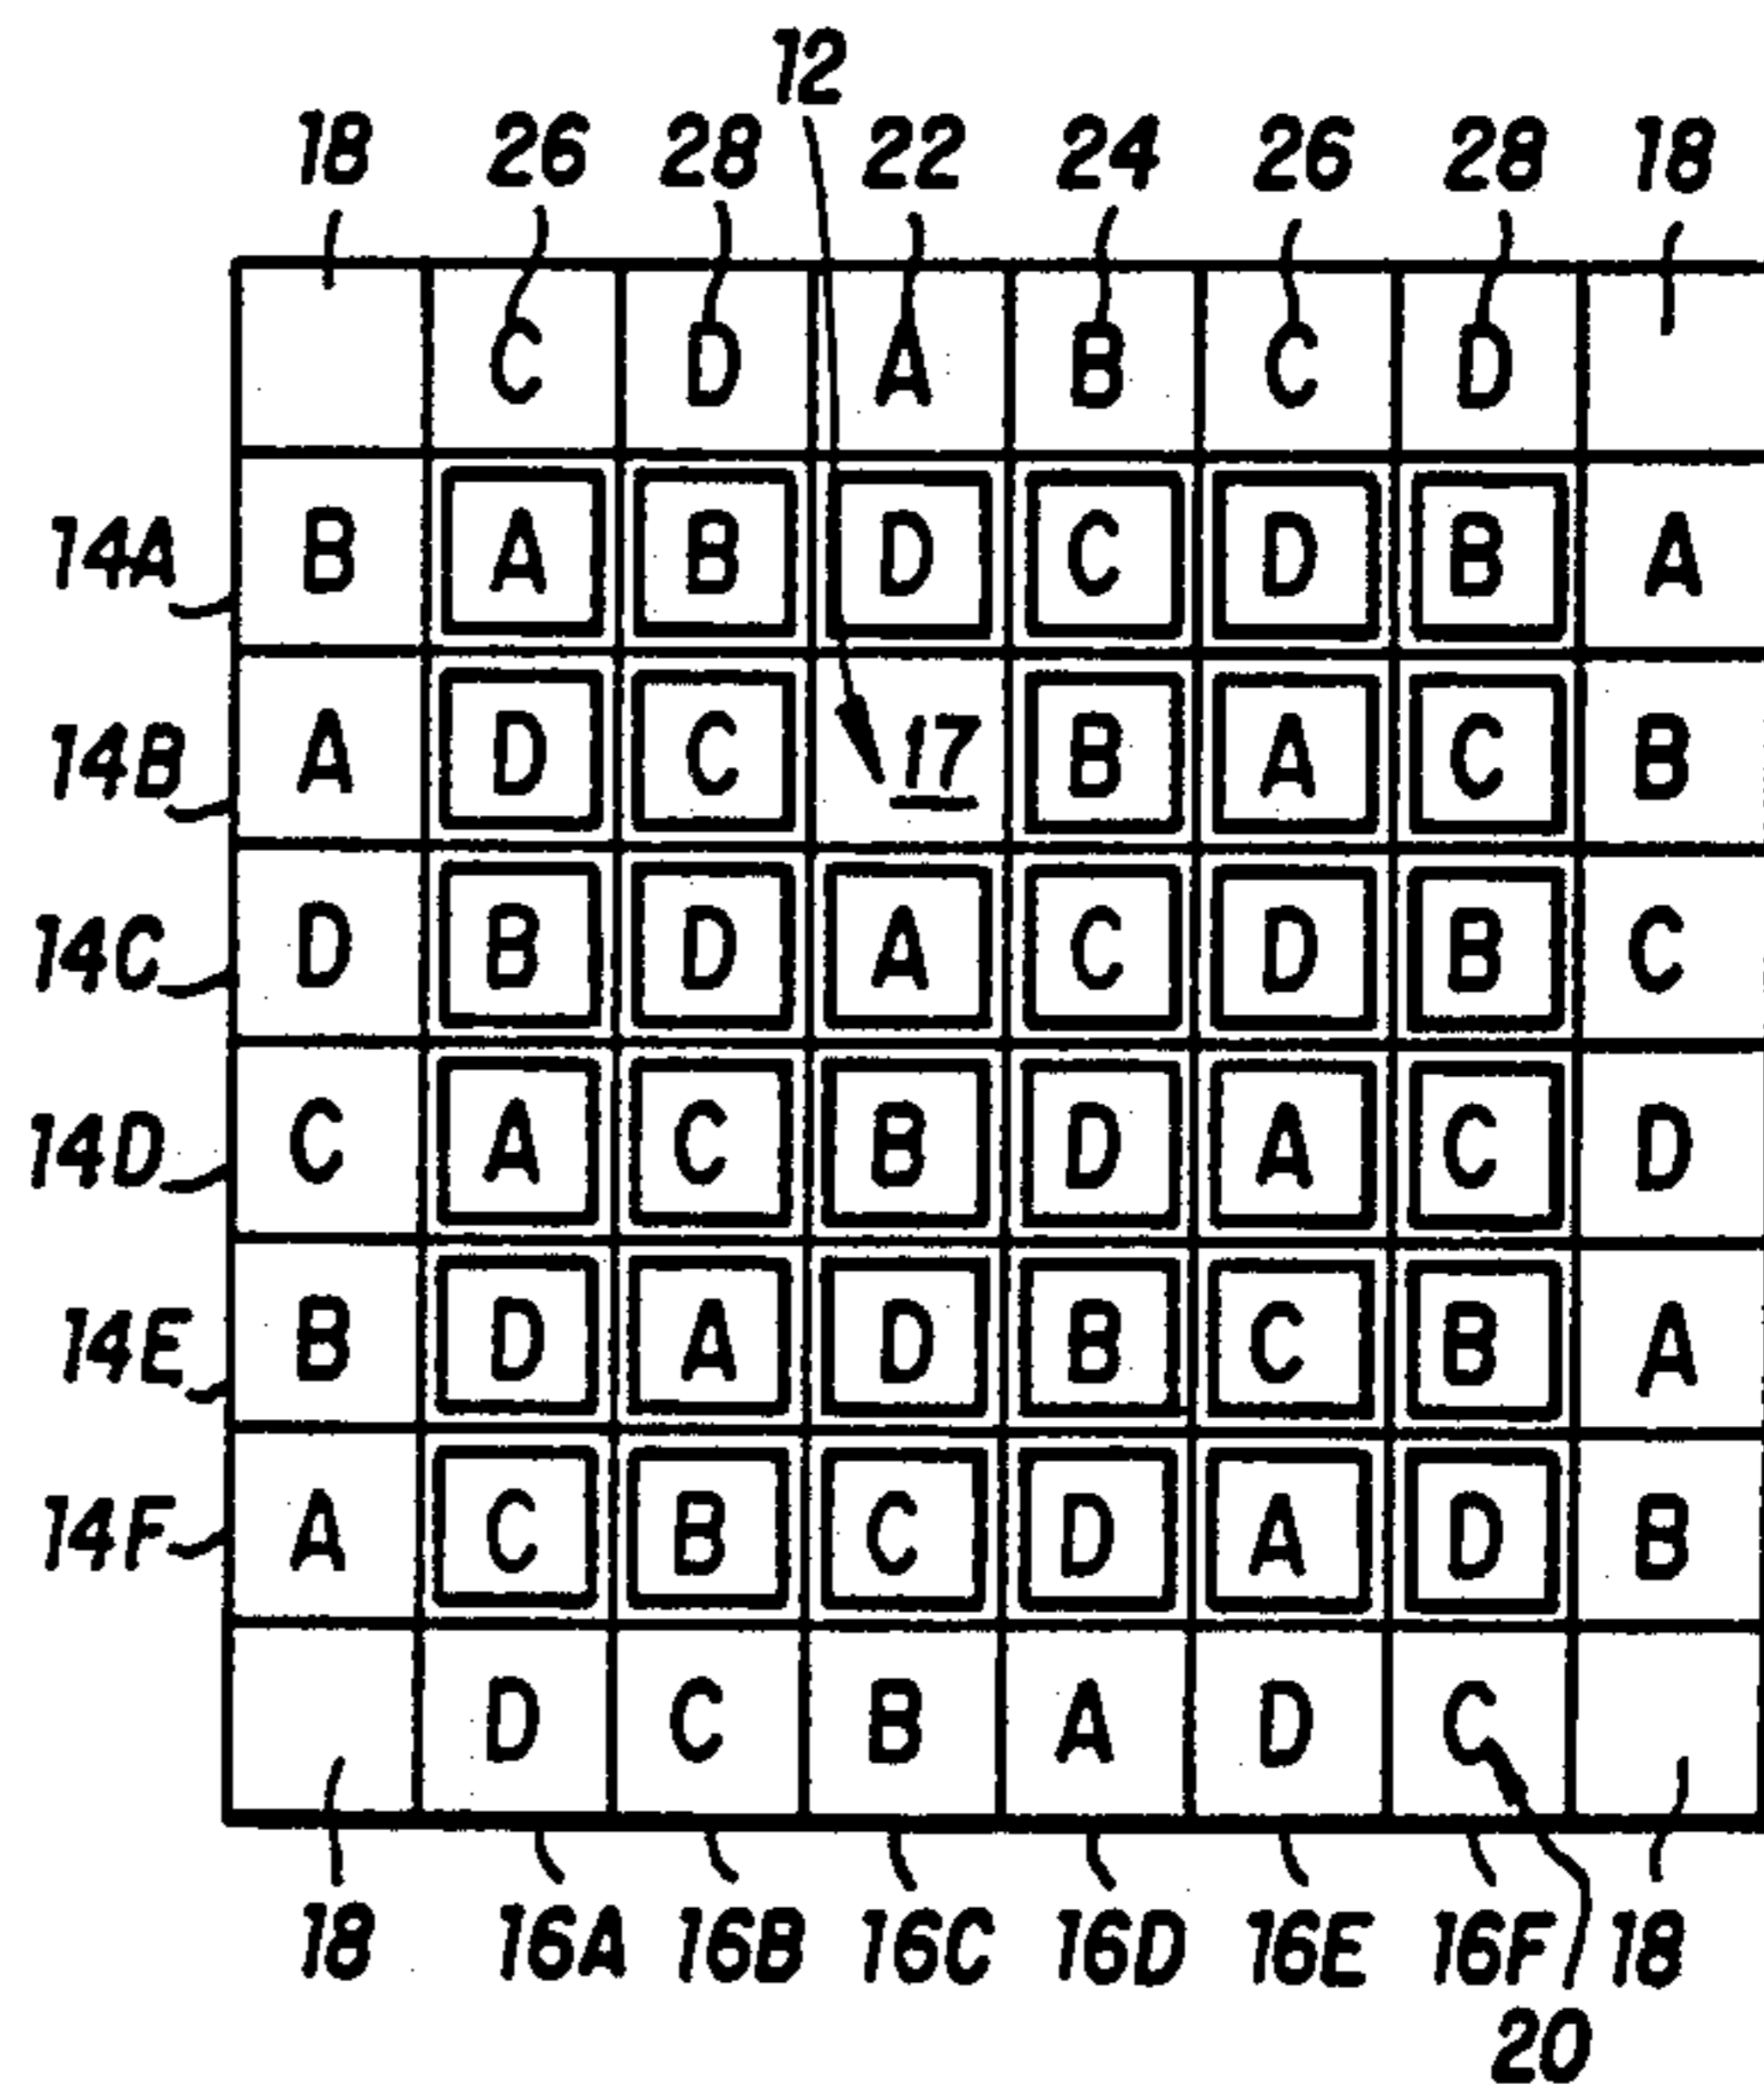 12
18 26 28 22 24 26 28 18
C D A B C D
14A B A B D C D B A
14B A D C 17 B A C B
14C D B D A C D B C
14D C A C B D A C D
14E B D A D B C B A
14F A C B C D A D B
D C B A D C
18 16A 16B 16C 16D 16E 16F 18
20